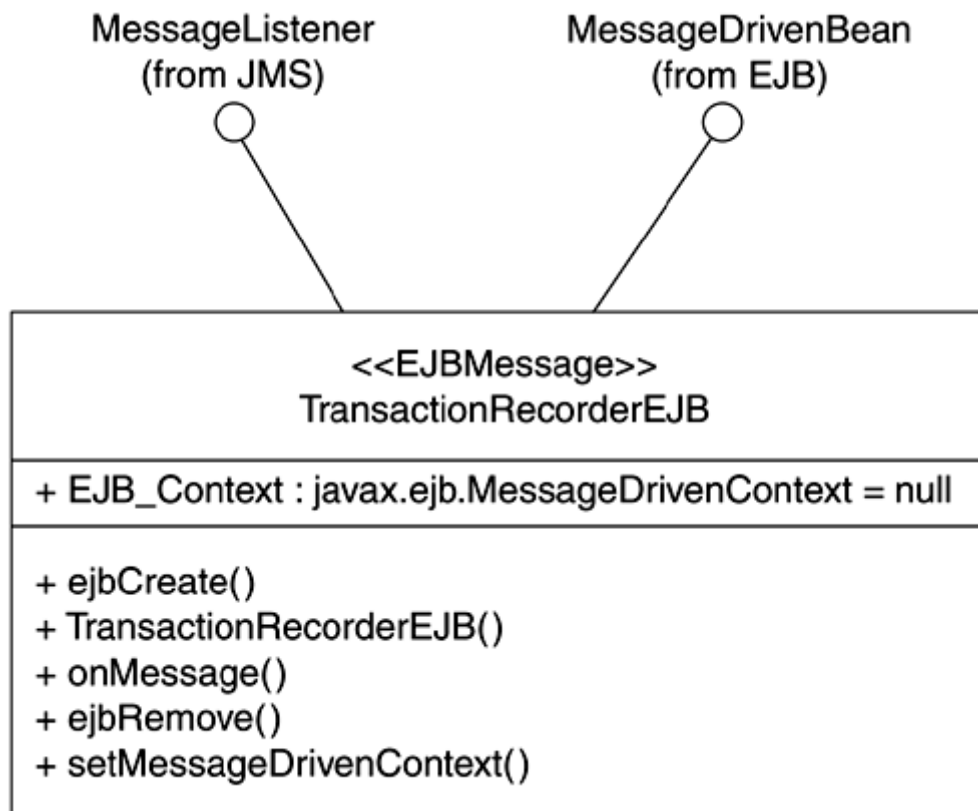 MessageListener
(from JMS)
MessageDrivenBean
(from EJB)
<<EJBMessage>>
TransactionRecorderEJB
+ EJB_Context : javax.ejb.MessageDrivenContext = null
+ ejbCreate()
+ TransactionRecorderEJB()
+ onMessage()
+ ejbRemove()
+ setMessageDrivenContext()